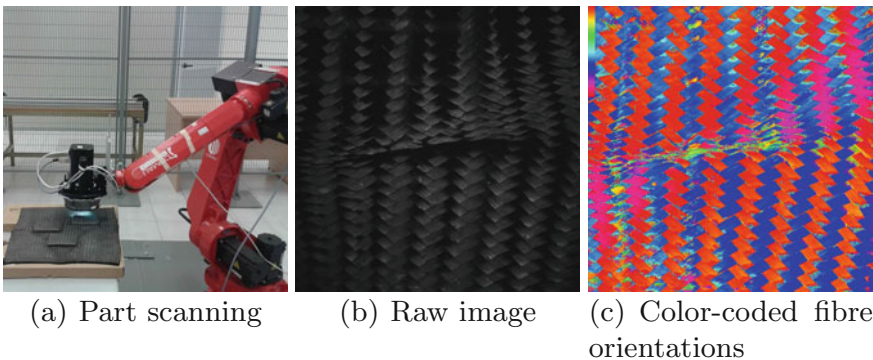 (a) Part scanning
(b) Raw image
(c) Color-coded fibre
orientations